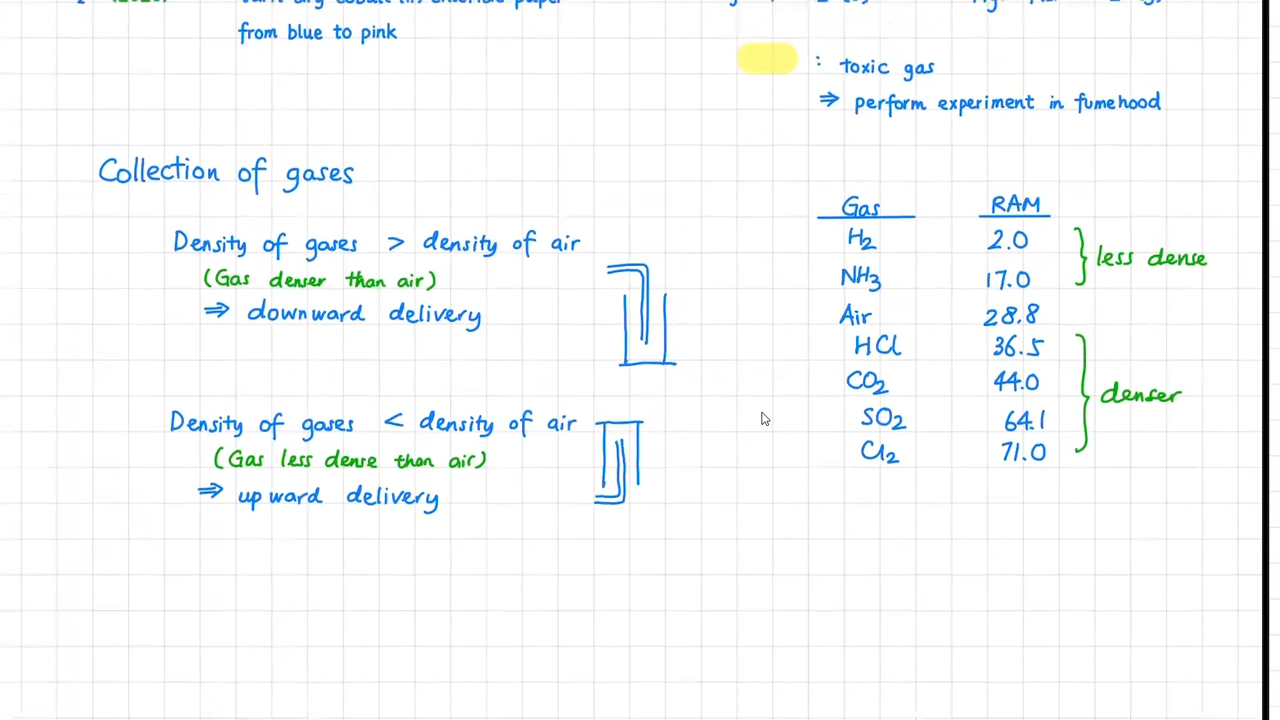 from blue to pink
: toxic gas
⇒ perform experiment in fumehood
Collection of gases
Density of gases > density of air
(Gas denser than air)
⇒ downward delivery
Density of gases < density of air
(Gas less dense than air)
⇒ upward delivery
Gas RAM
H₂ 2.0
NH₃ 17.0
less dense
Air 28.8
HCl 36.5
CO₂ 44.0
SO₂ 64.1
Cl₂ 71.0
denser